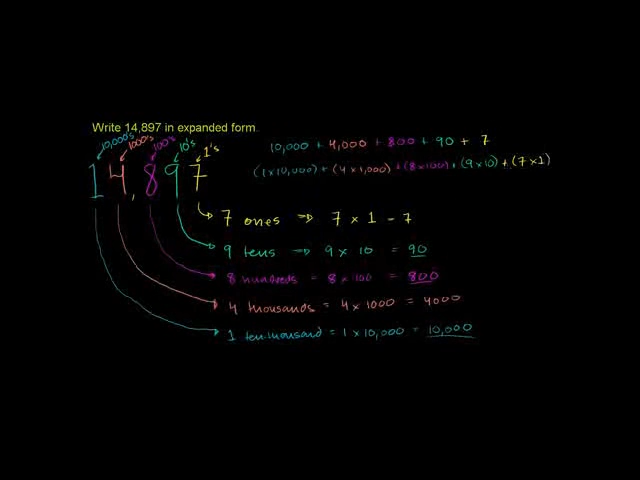 Write 14,897 in expanded form.
10,000's 1000's 100's 10's 1's
14,897
10,000 + 4,000 + 800 + 90 + 7
(1×10,000) + (4×1,000) + (8×100) + (9×10) + (7×1)
7 ones ⇒ 7 × 1 - 7
9 tens → 9 × 10 = 90
8 hundreds = 8 × 100 = 800
4 thousands = 4 × 1000 = 4000
1 ten-thousand = 1 × 10,000 = 10,000